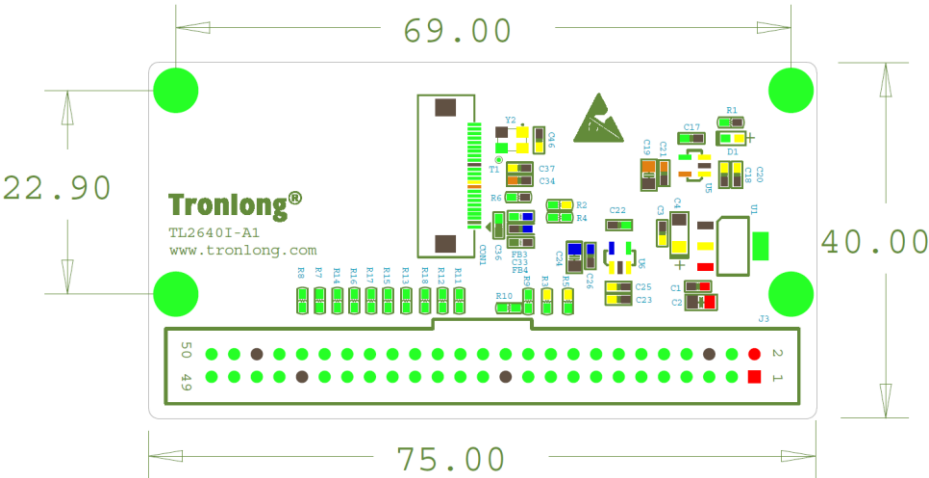 69.00
22.90
40.00
75.00
Tronlong®
TL2640I-A1
www.tronlong.com
Y2
C46
T1
C37
C34
R6
C36
CON1
FB3
C33
FB4
R2
R4
C22
C24
C26
U6
C25
C23
C19
C21
C17
R1
D1
+
U5
C18
C20
C3
C4
+
U1
C1
C2
R8
R7
R14
R16
R17
R15
R13
R18
R12
R11
R10
R9
R3
R5
J3
50
49
2
1